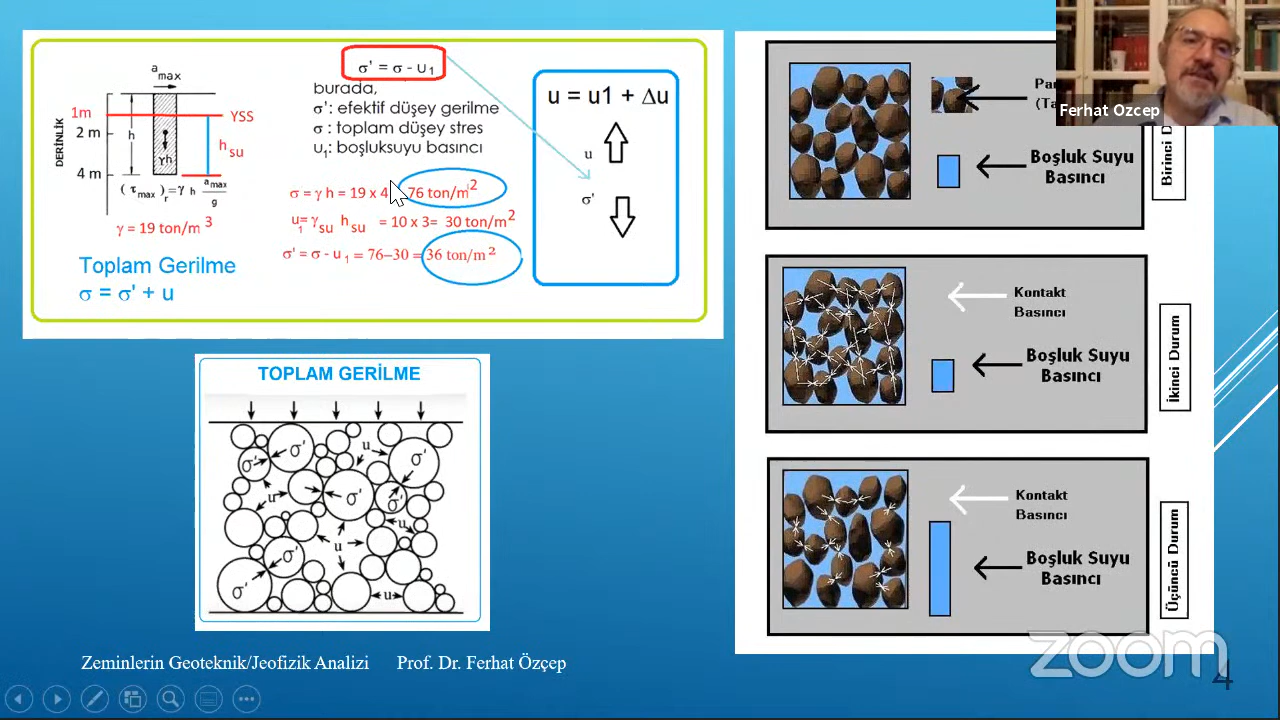 σ' = σ - u1
burada,
σ': efektif düşey gerilme
σ : toplam düşey stres
u1: boşluksuyu basıncı
σ = γ h = 19 x 4 76 ton/m2
u1= γsu hsu = 10 x 3= 30 ton/m2
σ' = σ - u1 = 76–30 = 36 ton/m2
amax
1m
YSS
2 m
h
hsu
DERİNLİK
γh
4 m
(τmax)r = γ h amax/g
γ = 19 ton/m 3
Toplam Gerilme
σ = σ' + u
u = u1 + Δu
u
σ'
TOPLAM GERİLME
σ'
u
σ'
σ'
u
σ'
σ'
u
u
σ'
σ'
u
Par
(Ta
Boşluk Suyu
Basıncı
Birinci D
Kontakt
Basıncı
Boşluk Suyu
Basıncı
İkinci Durum
Kontakt
Basıncı
Boşluk Suyu
Basıncı
Üçüncü Durum
Ferhat Ozcep
Zeminlerin Geoteknik/Jeofizik Analizi Prof. Dr. Ferhat Özçep
zoom
4